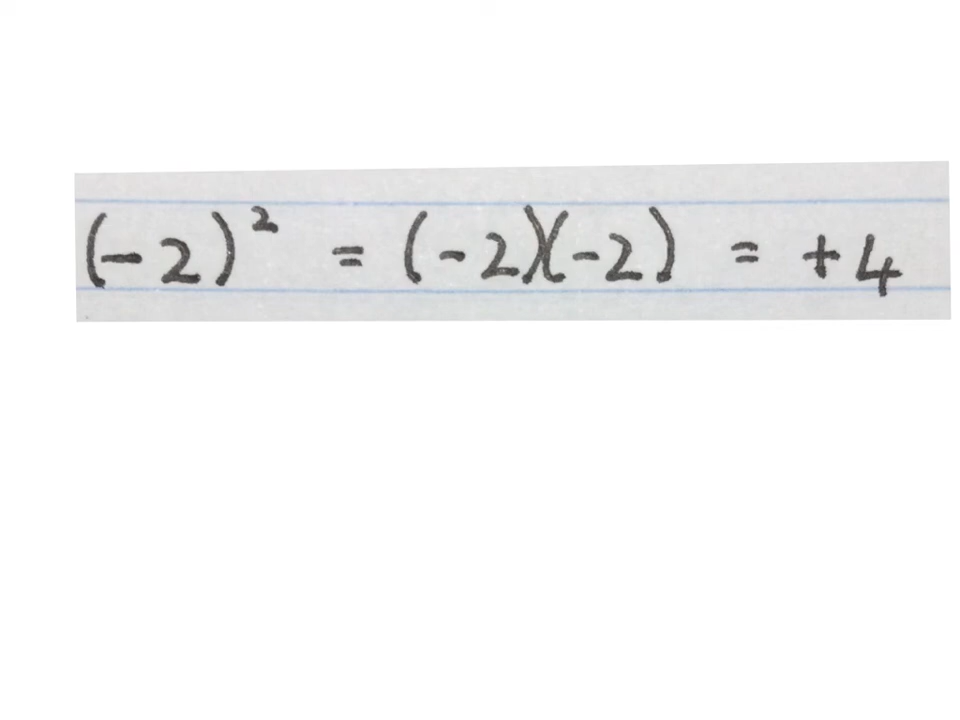 (-2)² = (-2)(-2) = +4